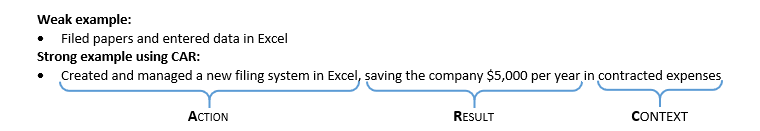 Weak example:
• Filed papers and entered data in Excel
Strong example using CAR:
• Created and managed a new filing system in Excel, saving the company $5,000 per year in contracted expenses
ACTION RESULT CONTEXT